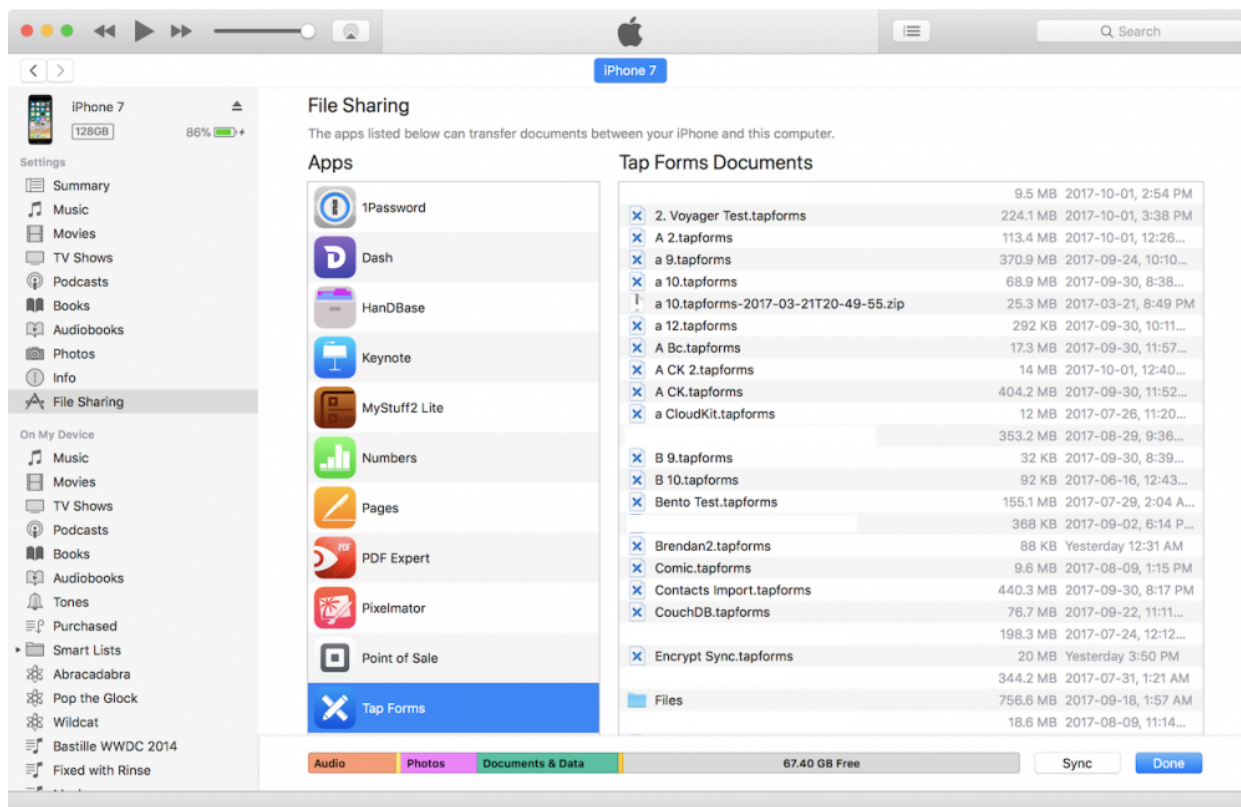 Search
iPhone 7
iPhone 7
128GB
86%
Settings
Summary
Music
Movies
TV Shows
Podcasts
Books
Audiobooks
Photos
Info
File Sharing
On My Device
Music
Movies
TV Shows
Podcasts
Books
Audiobooks
Tones
Purchased
Smart Lists
Abracadabra
Pop the Glock
Wildcat
Bastille WWDC 2014
Fixed with Rinse
File Sharing
The apps listed below can transfer documents between your iPhone and this computer.
Apps
1Password
Dash
HanDBase
Keynote
MyStuff2 Lite
Numbers
Pages
PDF
PDF Expert
Pixelmator
Point of Sale
Tap Forms
Tap Forms Documents
9.5 MB 2017-10-01, 2:54 PM
2. Voyager Test.tapforms 224.1 MB 2017-10-01, 3:38 PM
A 2.tapforms 113.4 MB 2017-10-01, 12:26...
a 9.tapforms 370.9 MB 2017-09-24, 10:10...
a 10.tapforms 68.9 MB 2017-09-30, 8:38...
a 10.tapforms-2017-03-21T20-49-55.zip 25.3 MB 2017-03-21, 8:49 PM
a 12.tapforms 292 KB 2017-09-30, 10:11...
A Bc.tapforms 17.3 MB 2017-09-30, 11:57...
A CK 2.tapforms 14 MB 2017-10-01, 12:40...
A CK.tapforms 404.2 MB 2017-09-30, 11:52...
a CloudKit.tapforms 12 MB 2017-07-26, 11:20...
353.2 MB 2017-08-29, 9:36...
B 9.tapforms 32 KB 2017-09-30, 8:39...
B 10.tapforms 92 KB 2017-06-16, 12:43...
Bento Test.tapforms 155.1 MB 2017-07-29, 2:04 A...
368 KB 2017-09-02, 6:14 P...
Brendan2.tapforms 88 KB Yesterday 12:31 AM
Comic.tapforms 9.6 MB 2017-08-09, 1:15 PM
Contacts Import.tapforms 440.3 MB 2017-09-30, 8:17 PM
CouchDB.tapforms 76.7 MB 2017-09-22, 11:11...
198.3 MB 2017-07-24, 12:12...
Encrypt Sync.tapforms 20 MB Yesterday 3:50 PM
344.2 MB 2017-07-31, 1:21 AM
Files 756.6 MB 2017-09-18, 1:57 AM
18.6 MB 2017-08-09, 11:14...
Audio Photos Documents & Data 67.40 GB Free
Sync
Done